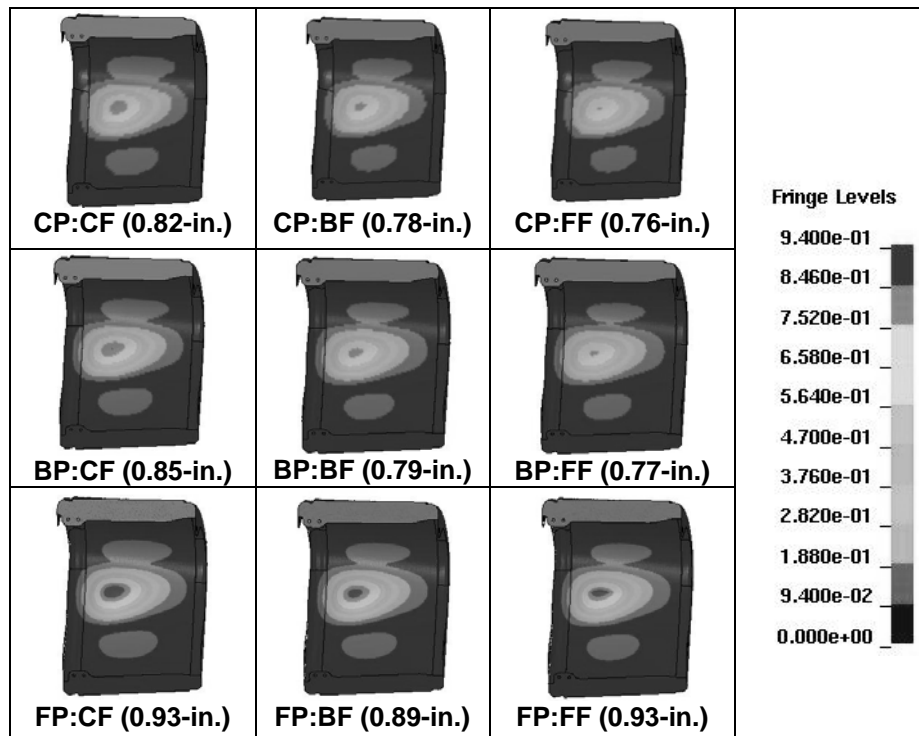 CP:CF (0.82-in.)
CP:BF (0.78-in.)
CP:FF (0.76-in.)
BP:CF (0.85-in.)
BP:BF (0.79-in.)
BP:FF (0.77-in.)
FP:CF (0.93-in.)
FP:BF (0.89-in.)
FP:FF (0.93-in.)
Fringe Levels
9.400e-01
8.460e-01
7.520e-01
6.580e-01
5.640e-01
4.700e-01
3.760e-01
2.820e-01
1.880e-01
9.400e-02
0.000e+00